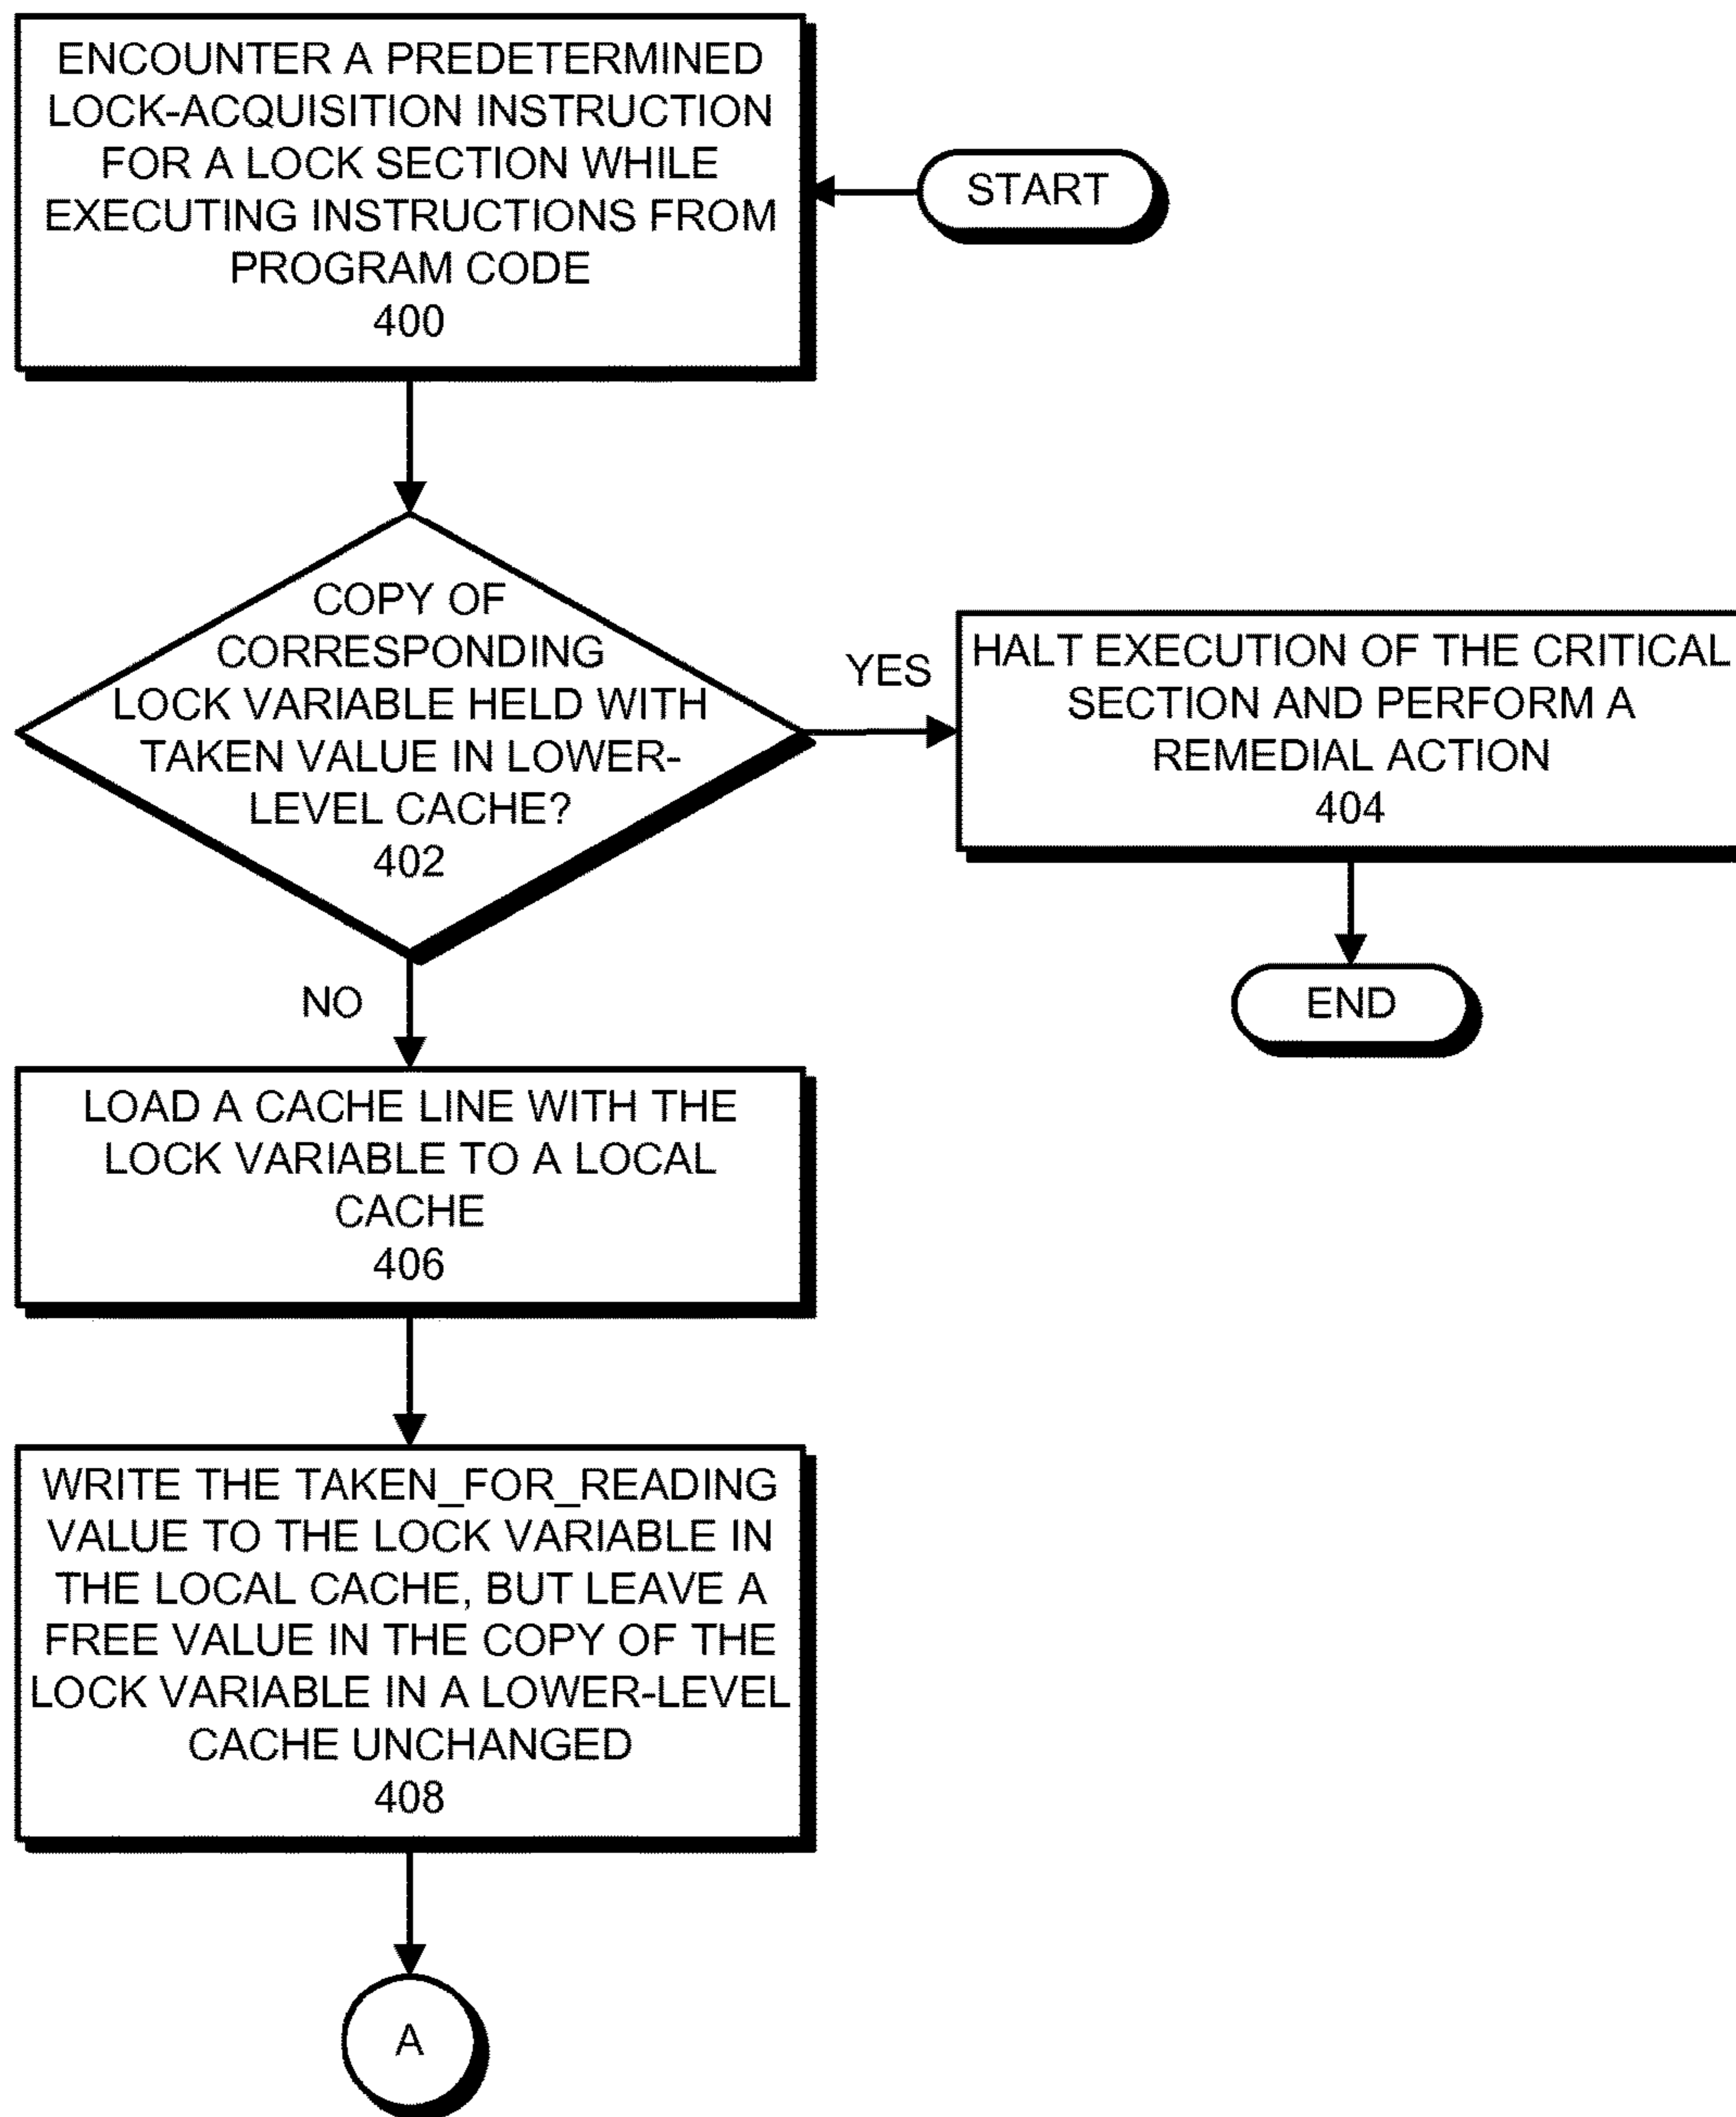 ENCOUNTER A PREDETERMINED
LOCK-ACQUISITION INSTRUCTION
FOR A LOCK SECTION WHILE
EXECUTING INSTRUCTIONS FROM
PROGRAM CODE
400
START
COPY OF
CORRESPONDING
LOCK VARIABLE HELD WITH
TAKEN VALUE IN LOWER-
LEVEL CACHE?
402
YES
HALT EXECUTION OF THE CRITICAL
SECTION AND PERFORM A
REMEDIAL ACTION
404
END
NO
LOAD A CACHE LINE WITH THE
LOCK VARIABLE TO A LOCAL
CACHE
406
WRITE THE TAKEN_FOR_READING
VALUE TO THE LOCK VARIABLE IN
THE LOCAL CACHE, BUT LEAVE A
FREE VALUE IN THE COPY OF THE
LOCK VARIABLE IN A LOWER-LEVEL
CACHE UNCHANGED
408
A